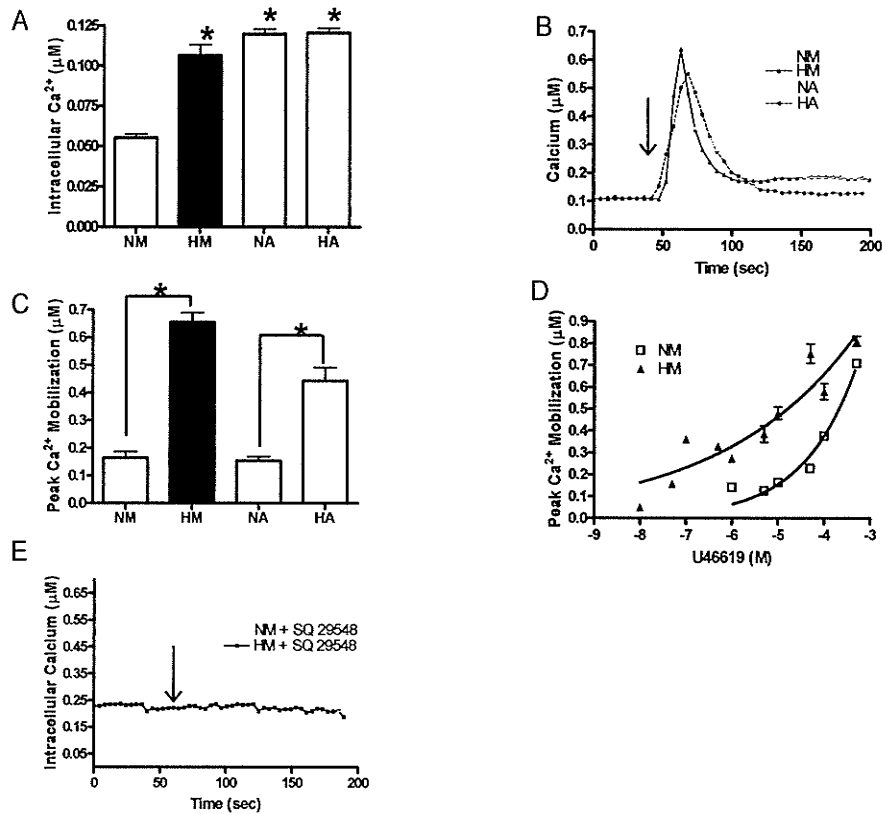 A
Intracellular Ca²⁺ (µM)
0.125
0.100
0.075
0.050
0.025
0.000
*
*
*
NM
HM
NA
HA
B
Calcium (µM)
0.7
0.6
0.5
0.4
0.3
0.2
0.1
0.0
NM
HM
NA
HA
0
50
100
150
200
Time (sec)
C
Peak Ca²⁺ Mobilization (µM)
0.7
0.6
0.5
0.4
0.3
0.2
0.1
0.0
*
*
NM
HM
NA
HA
D
Peak Ca²⁺ Mobilization (µM)
0.9
0.8
0.7
0.6
0.5
0.4
0.3
0.2
0.1
0.0
NM
HM
-9
-8
-7
-6
-5
-4
-3
U46619 (M)
E
Intracellular Calcium (µM)
0.65
0.55
0.45
0.35
0.25
0.15
0.05
NM + SQ 29548
HM + SQ 29548
0
50
100
150
200
Time (sec)